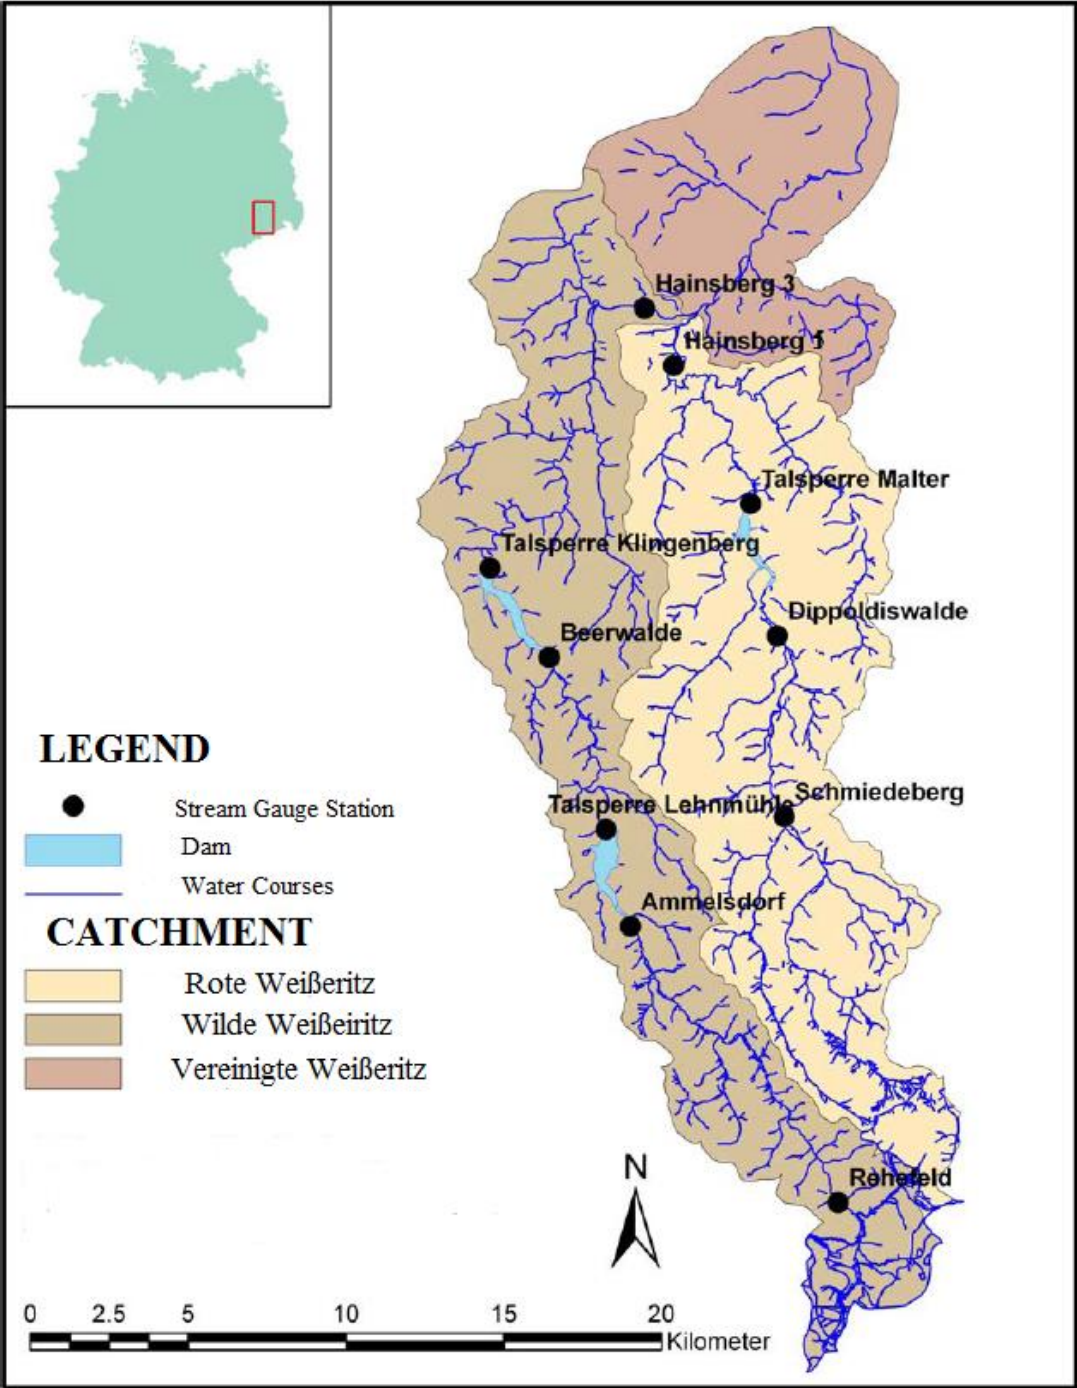 Hainsberg 3
Hainsberg 1
Talsperre Malter
Talsperre Klingenberg
Dippoldiswalde
Beerwalde
LEGEND
Stream Gauge Station
Dam
Water Courses
Talsperre Lehnmühle
Schmiedeberg
Ammelsdorf
CATCHMENT
Rote Weißeritz
Wilde Weißeiritz
Vereinigte Weißeritz
N
Rehefeld
0 2.5 5 10 15 20
Kilometer